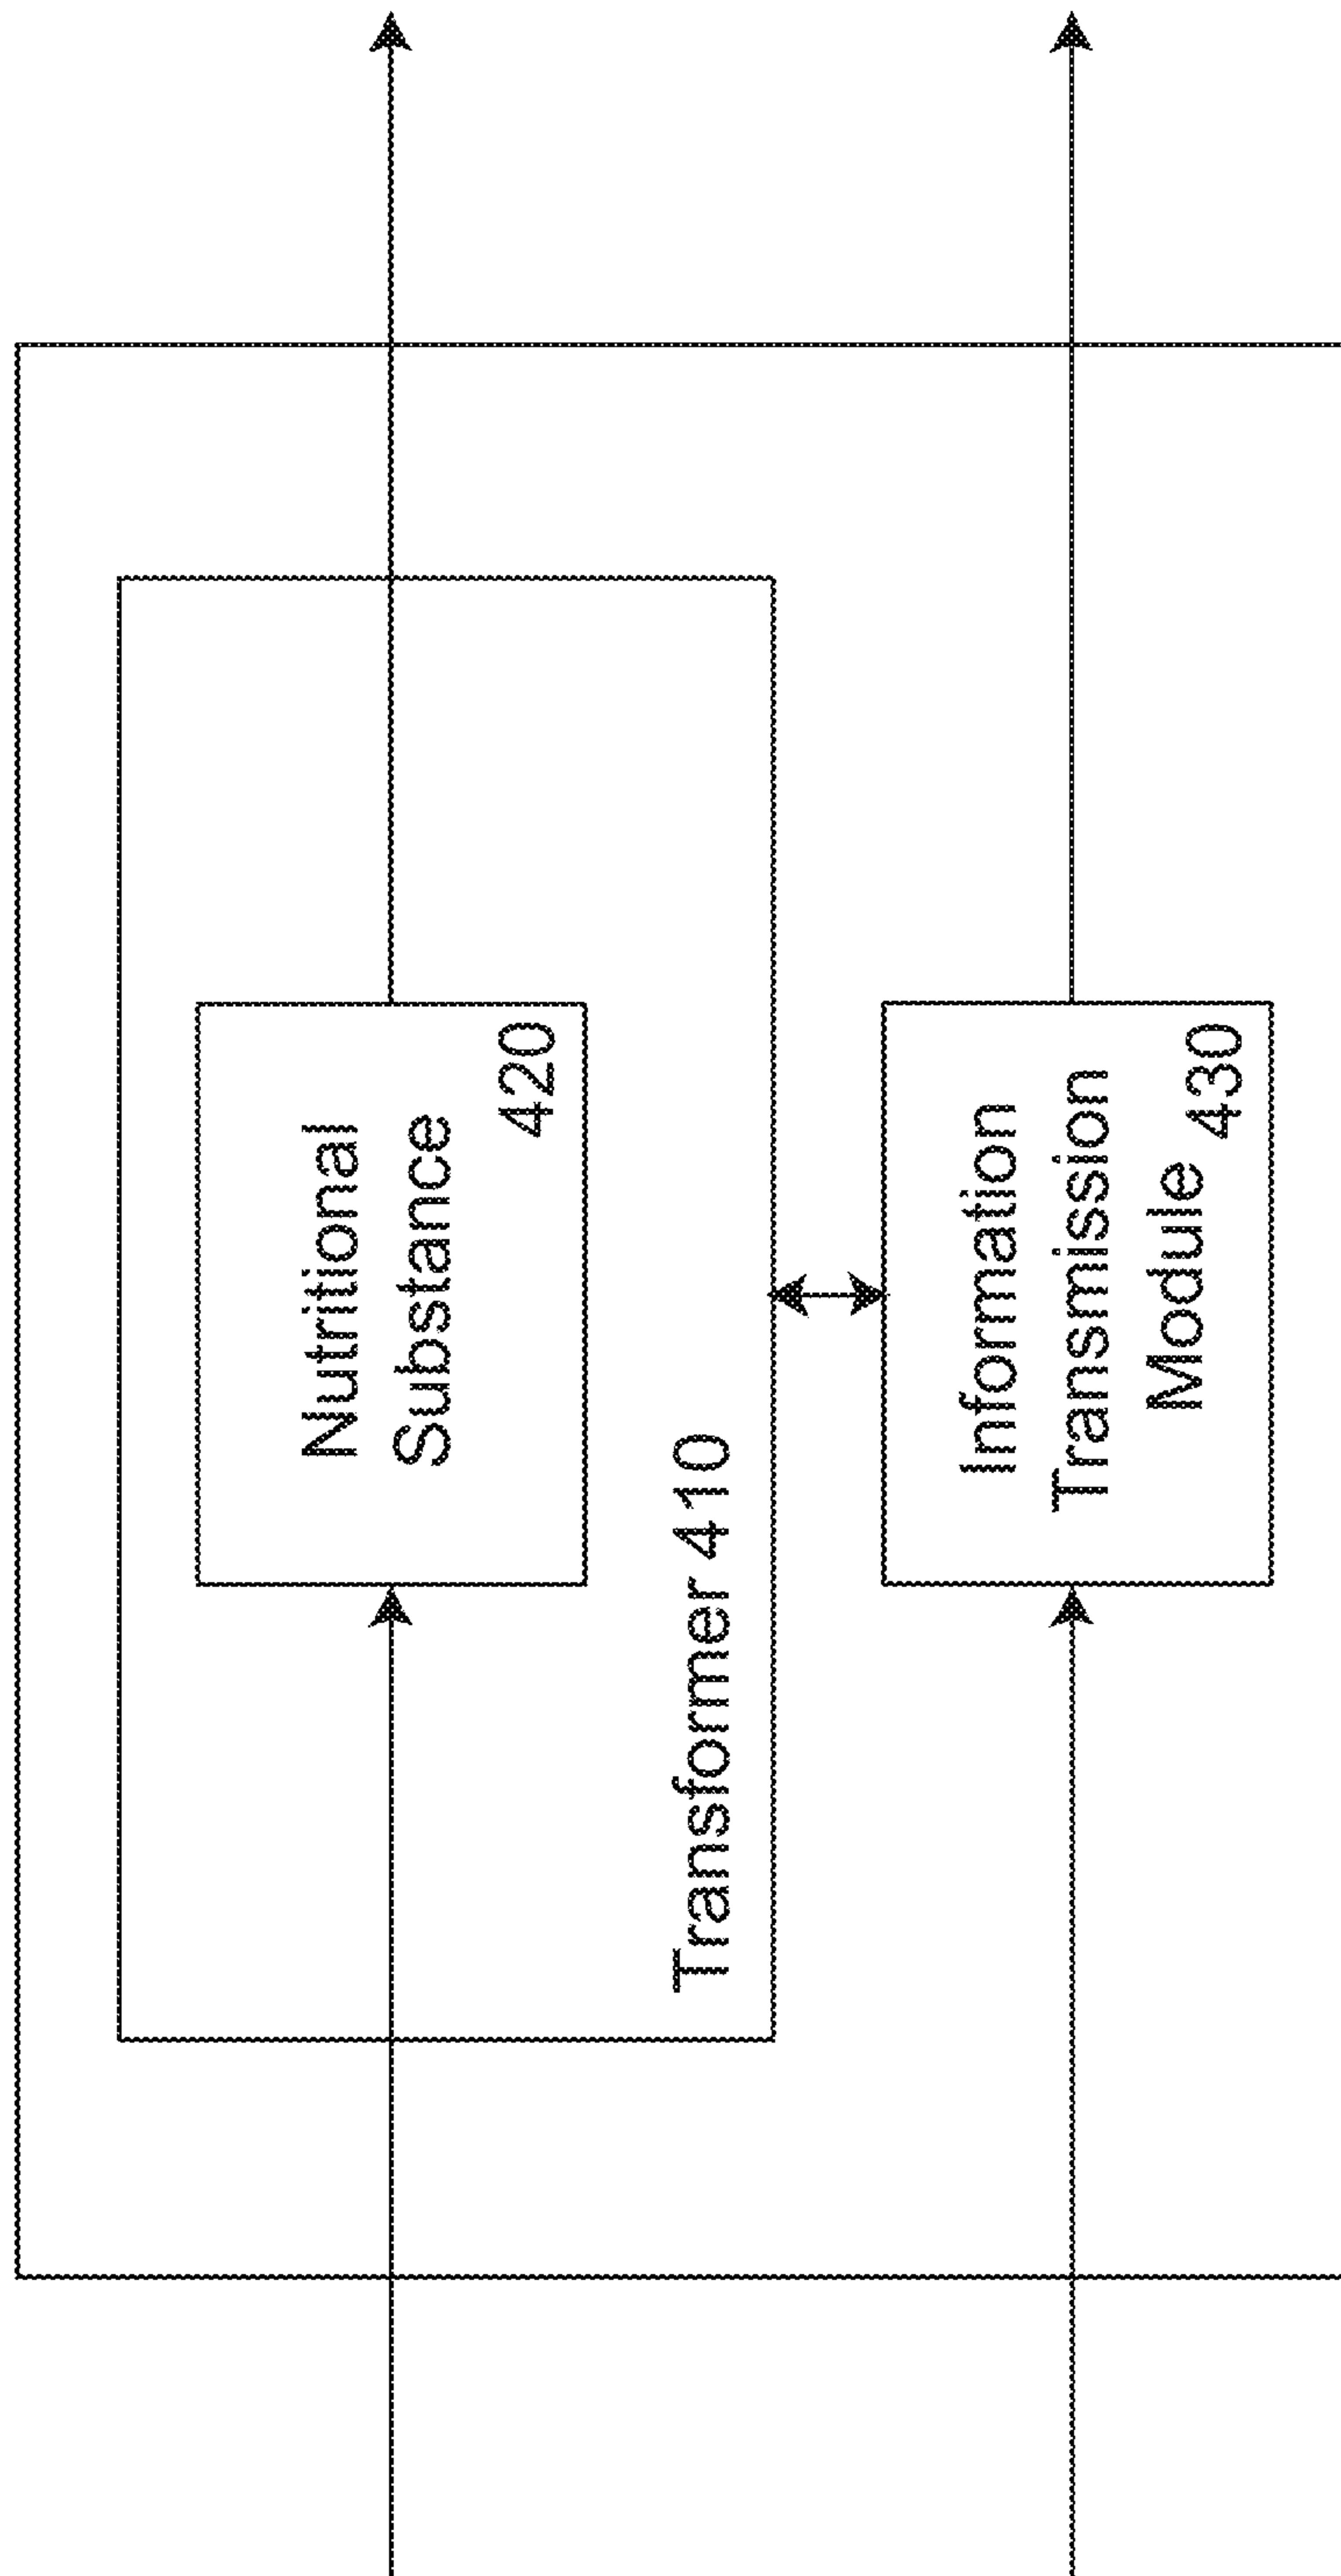 Nutritional
Substance
420
Transformer 410
Information
Transmission
Module 430